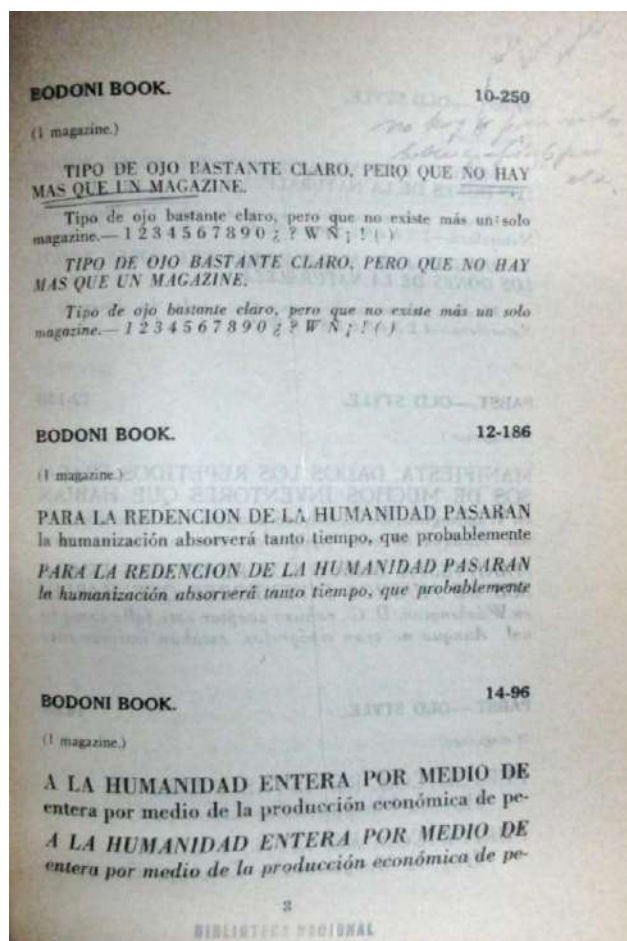 BODONI BOOK. 10-250
(1 magazine.)
TIPO DE OJO BASTANTE CLARO, PERO QUE NO HAY
MAS QUE UN MAGAZINE.
Tipo de ojo bastante claro, pero que no existe más un solo
magazine.— 1 2 3 4 5 6 7 8 9 0 ¿ ? W Ñ ¡ ! ( )
TIPO DE OJO BASTANTE CLARO, PERO QUE NO HAY
MAS QUE UN MAGAZINE.
Tipo de ojo bastante claro, pero que no existe más un solo
magazine.— 1 2 3 4 5 6 7 8 9 0 ¿ ? W Ñ ¡ ! ( )
BODONI BOOK. 12-186
(1 magazine.)
PARA LA REDENCION DE LA HUMANIDAD PASARAN
la humanización absorverá tanto tiempo, que probablemente
PARA LA REDENCION DE LA HUMANIDAD PASARAN
la humanización absorverá tanto tiempo, que probablemente
BODONI BOOK. 14-96
(1 magazine.)
A LA HUMANIDAD ENTERA POR MEDIO DE
entera por medio de la producción económica de pe-
A LA HUMANIDAD ENTERA POR MEDIO DE
entera por medio de la producción económica de pe-
BIBLIOTECA NACIONAL